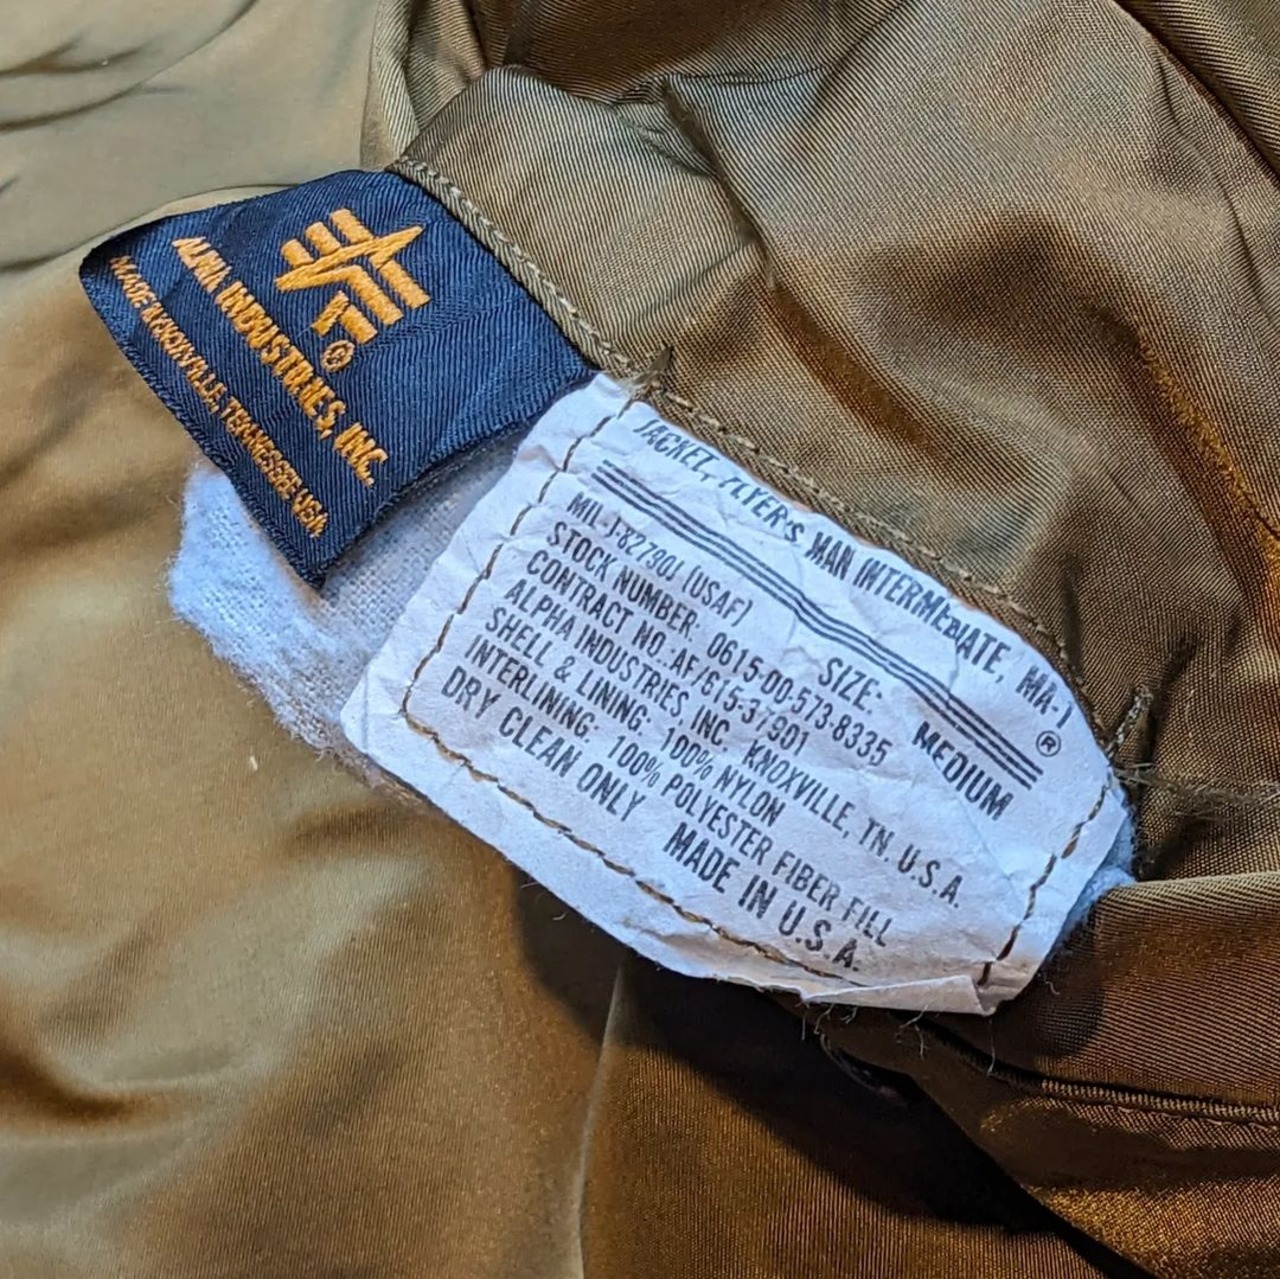 ®
ALPHA INDUSTRIES, INC.
MADE IN KNOXVILLE, TENNESSEE USA
JACKET, FLYER'S MAN INTERMEDIATE, MA-1
®
MIL-J-8279OJ (USAF)
SIZE: MEDIUM
STOCK NUMBER: 0615-00-573-8335
CONTRACT NO.:AF/615-37901
ALPHA INDUSTRIES, INC. KNOXVILLE, TN. U.S.A.
SHELL & LINING: 100% NYLON
INTERLINING: 100% POLYESTER FIBER FILL
DRY CLEAN ONLY MADE IN U.S.A.